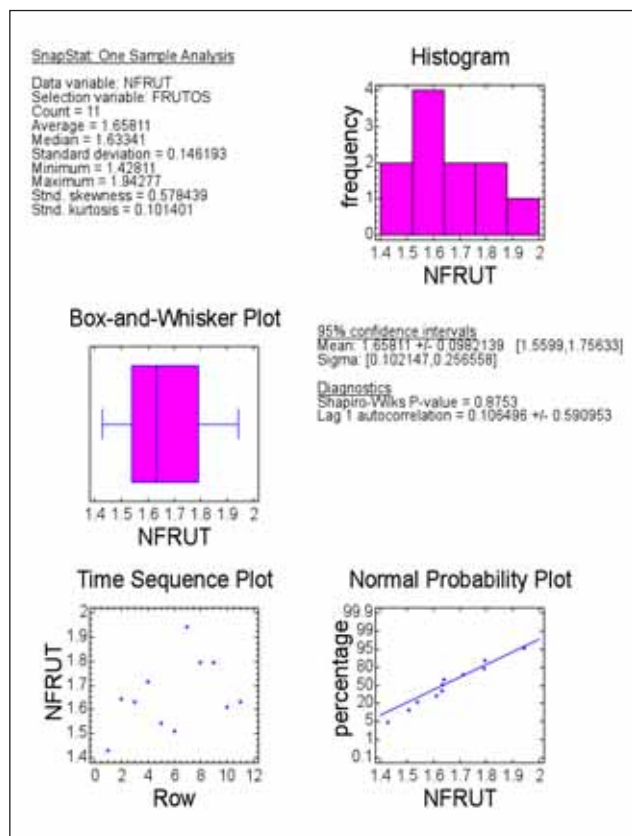 SnapStat: One Sample Analysis
Data variable: NFRUT
Selection variable: FRUTOS
Count = 11
Average = 1.65811
Median = 1.63341
Standard deviation = 0.146193
Minimum = 1.42811
Maximum = 1.94277
Stnd. skewness = 0.578439
Stnd. kurtosis = 0.101401
Histogram
frequency
4
3
2
1
0
1.4 1.5 1.6 1.7 1.8 1.9 2
NFRUT
Box-and-Whisker Plot
1.4 1.5 1.6 1.7 1.8 1.9 2
NFRUT
95% confidence intervals
Mean: 1.65811 +/- 0.0982139 [1.5599,1.75633]
Sigma: [0.102147,0.256558]
Diagnostics
Shapiro-Wilks P-value = 0.8753
Lag 1 autocorrelation = 0.106496 +/- 0.590953
Time Sequence Plot
NFRUT
2
1.9
1.8
1.7
1.6
1.5
1.4
0 2 4 6 8 10 12
Row
Normal Probability Plot
percentage
99.9
99
95
80
50
20
5
1
0.1
1.4 1.5 1.6 1.7 1.8 1.9 2
NFRUT